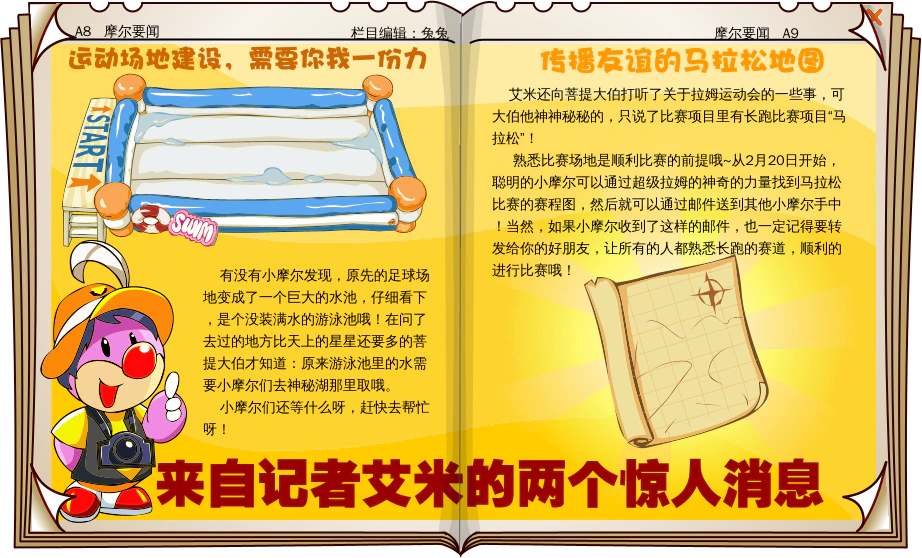 A8 摩尔要闻 栏目编辑：兔兔
运动场地建设，需要你我一份力
START
swim
有没有小摩尔发现，原先的足球场
地变成了一个巨大的水池，仔细看下
，是个没装满水的游泳池哦！在问了
去过的地方比天上的星星还要多的菩
提大伯才知道：原来游泳池里的水需
要小摩尔们去神秘湖那里取哦。
小摩尔们还等什么呀，赶快去帮忙
呀！
摩尔要闻 A9
传播友谊的马拉松地图
艾米还向菩提大伯打听了关于拉姆运动会的一些事，可
大伯他神神秘秘的，只说了比赛项目里有长跑比赛项目“马
拉松”！
熟悉比赛场地是顺利比赛的前提哦~从2月20日开始，
聪明的小摩尔可以通过超级拉姆的神奇的力量找到马拉松
比赛的赛程图，然后就可以通过邮件送到其他小摩尔手中
！当然，如果小摩尔收到了这样的邮件，也一定记得要转
发给你的好朋友，让所有的人都熟悉长跑的赛道，顺利的
进行比赛哦！
来自记者艾米的两个惊人消息